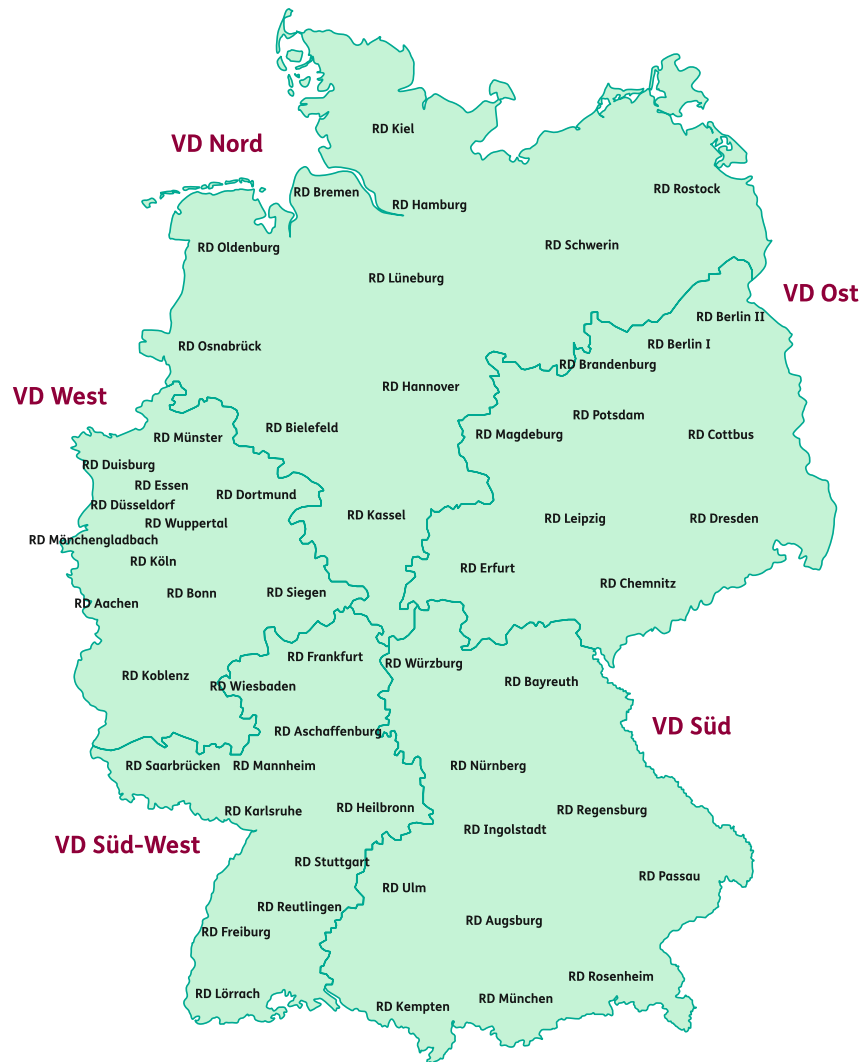 RD Kiel
VD Nord
RD Rostock
RD Bremen
RD Hamburg
RD Schwerin
RD Oldenburg
RD Lüneburg
VD Ost
RD Berlin II
RD Berlin I
RD Osnabrück
RD Brandenburg
RD Hannover
VD West
RD Potsdam
RD Bielefeld
RD Magdeburg
RD Cottbus
RD Münster
RD Duisburg
RD Essen
RD Dortmund
RD Düsseldorf
RD Kassel
RD Leipzig
RD Dresden
RD Wuppertal
RD Mönchengladbach
RD Köln
RD Erfurt
RD Chemnitz
RD Bonn
RD Siegen
RD Aachen
RD Frankfurt
RD Würzburg
RD Koblenz
RD Wiesbaden
RD Bayreuth
VD Süd
RD Aschaffenburg
RD Saarbrücken
RD Mannheim
RD Nürnberg
RD Karlsruhe
RD Heilbronn
RD Regensburg
RD Ingolstadt
VD Süd-West
RD Stuttgart
RD Passau
RD Ulm
RD Reutlingen
RD Augsburg
RD Freiburg
RD Rosenheim
RD Lörrach
RD München
RD Kempten